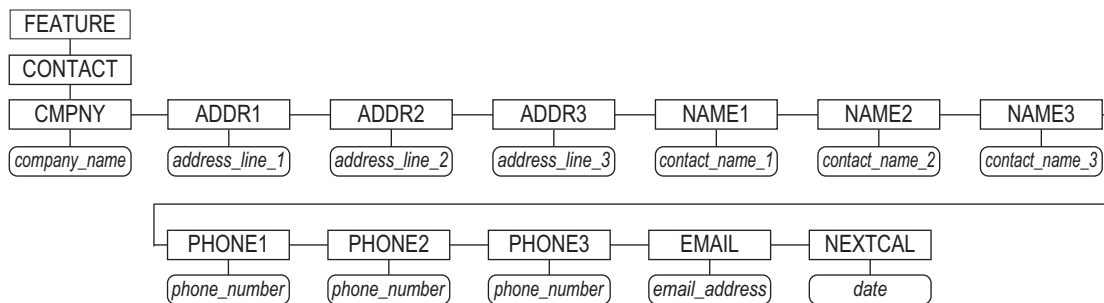 FEATURE
CONTACT
CMPNY ADDR1 ADDR2 ADDR3 NAME1 NAME2 NAME3
company_name address_line_1 address_line_2 address_line_3 contact_name_1 contact_name_2 contact_name_3
PHONE1 PHONE2 PHONE3 EMAIL NEXTCAL
phone_number phone_number phone_number email_address date